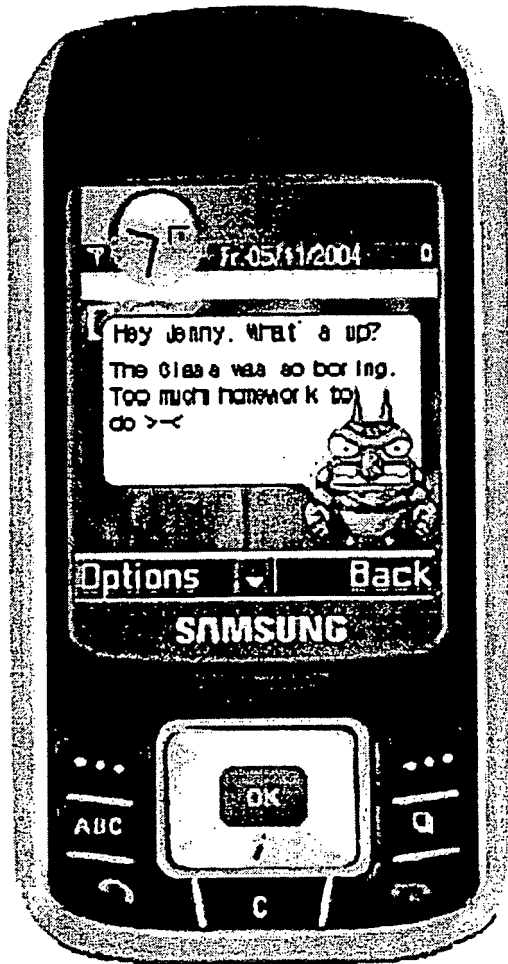 Fr.05/11/2004
Hey Jenny. What's up?
The Class was so boring.
Too much homework to
do >-<
Options Back
SAMSUNG
OK
ABC
C